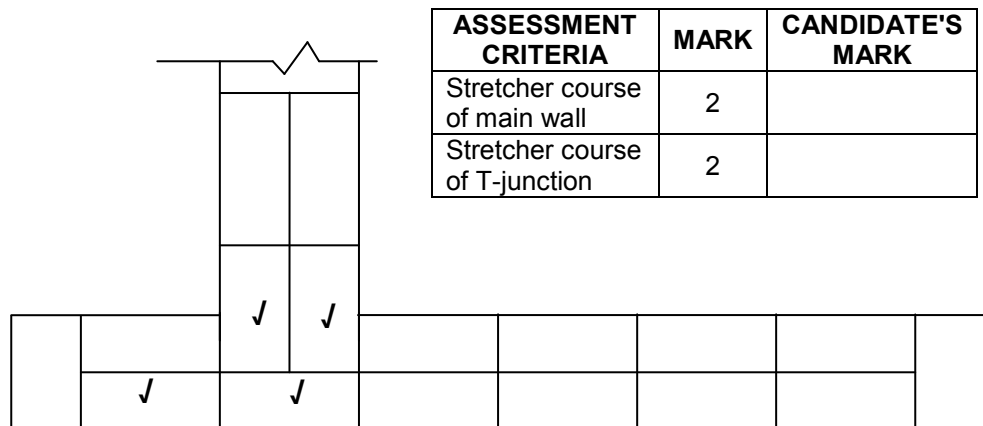 ASSESSMENT CRITERIA MARK CANDIDATE'S MARK
Stretcher course of main wall 2
Stretcher course of T-junction 2
√ √
√ √